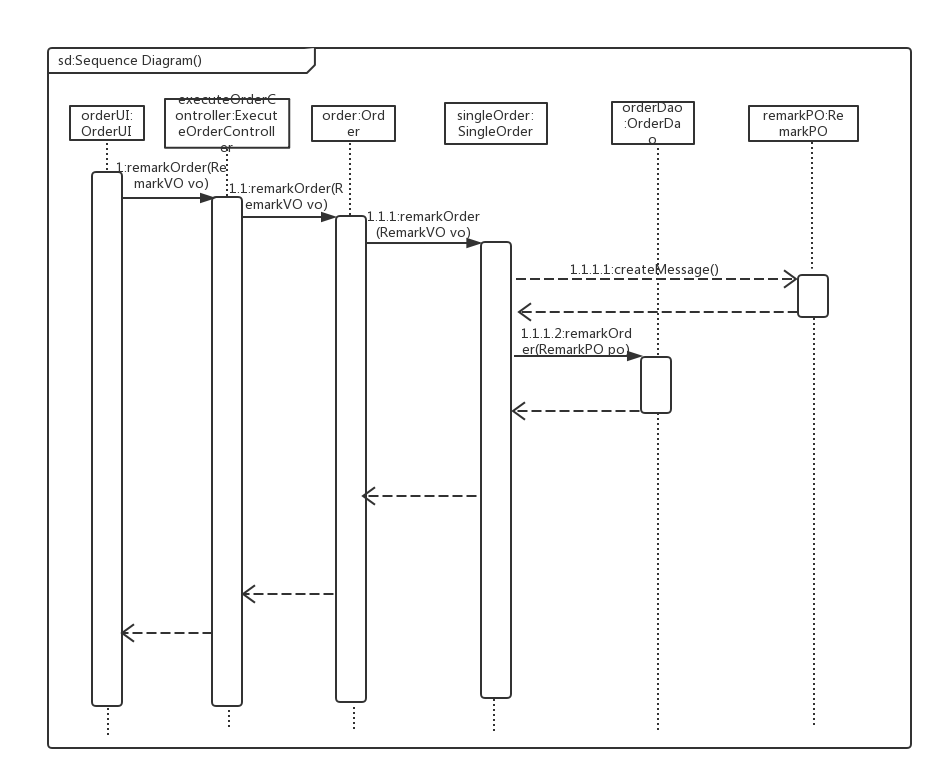 sd:Sequence Diagram()
orderUI:
OrderUI
executeOrderC
ontroller:Execut
eOrderControll
er
order:Ord
er
singleOrder:
SingleOrder
orderDao
:OrderDa
o
remarkPO:Re
markPO
1:remarkOrder(Re
markVO vo)
1.1:remarkOrder(R
emarkVO vo)
1.1.1:remarkOrder
(RemarkVO vo)
1.1.1.1:createMessage()
1.1.1.2:remarkOrd
er(RemarkPO po)